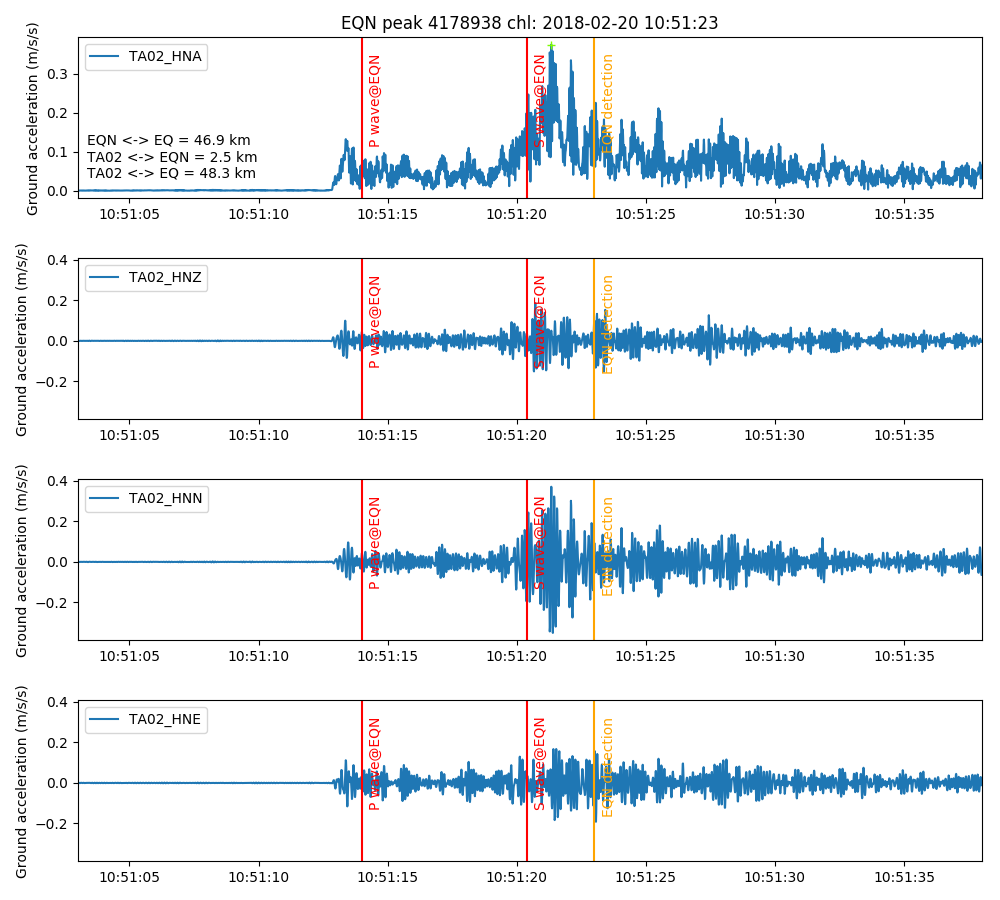 EQN peak 4178938 chl: 2018-02-20 10:51:23
Ground acceleration (m/s/s)
0.3
0.2
0.1
0.0
TA02_HNA
EQN <-> EQ = 46.9 km
TA02 <-> EQN = 2.5 km
TA02 <-> EQ = 48.3 km
P wave@EQN
S wave@EQN
EQN detection
10:51:05 10:51:10 10:51:15 10:51:20 10:51:25 10:51:30 10:51:35
Ground acceleration (m/s/s)
0.4
0.2
0.0
−0.2
TA02_HNZ
P wave@EQN
S wave@EQN
EQN detection
10:51:05 10:51:10 10:51:15 10:51:20 10:51:25 10:51:30 10:51:35
Ground acceleration (m/s/s)
0.4
0.2
0.0
−0.2
TA02_HNN
P wave@EQN
S wave@EQN
EQN detection
10:51:05 10:51:10 10:51:15 10:51:20 10:51:25 10:51:30 10:51:35
Ground acceleration (m/s/s)
0.4
0.2
0.0
−0.2
TA02_HNE
P wave@EQN
S wave@EQN
EQN detection
10:51:05 10:51:10 10:51:15 10:51:20 10:51:25 10:51:30 10:51:35